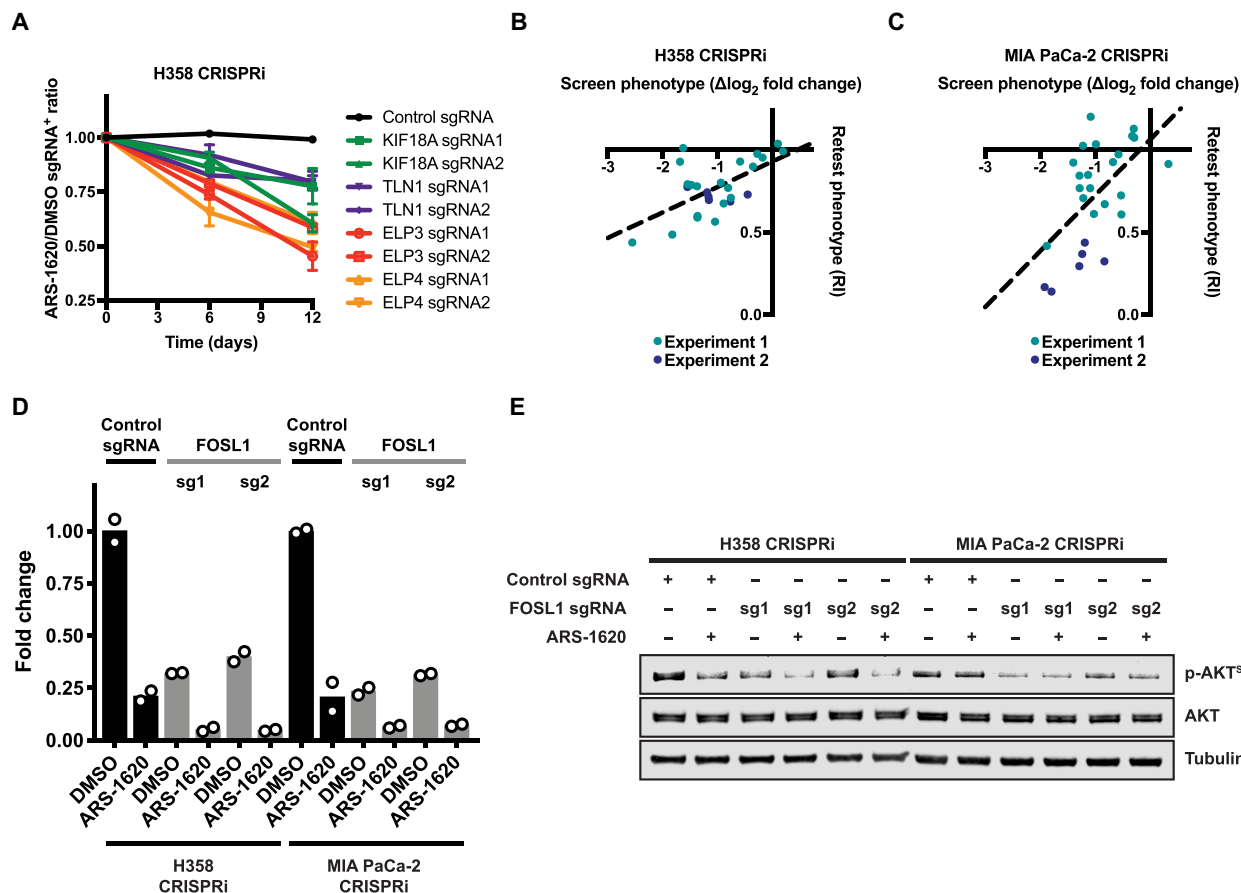 A
H358 CRISPRi
ARS-1620/DMSO sgRNA⁺ ratio
1.00
0.75
0.50
0.25
0
3
6
9
12
Time (days)
Control sgRNA
KIF18A sgRNA1
KIF18A sgRNA2
TLN1 sgRNA1
TLN1 sgRNA2
ELP3 sgRNA1
ELP3 sgRNA2
ELP4 sgRNA1
ELP4 sgRNA2
B
H358 CRISPRi
Screen phenotype (Δlog₂ fold change)
-3
-2
-1
0.5
0.0
Retest phenotype (RI)
Experiment 1
Experiment 2
C
MIA PaCa-2 CRISPRi
Screen phenotype (Δlog₂ fold change)
-3
-2
-1
0.5
0.0
Retest phenotype (RI)
Experiment 1
Experiment 2
D
Control sgRNA FOSL1 Control sgRNA FOSL1
sg1 sg2 sg1 sg2
Fold change
1.00
0.75
0.50
0.25
0.00
DMSO ARS-1620 DMSO ARS-1620 DMSO ARS-1620 DMSO ARS-1620 DMSO ARS-1620 DMSO ARS-1620
H358 CRISPRi
MIA PaCa-2 CRISPRi
E
H358 CRISPRi MIA PaCa-2 CRISPRi
Control sgRNA + + – – – – + + – – – –
FOSL1 sgRNA – – sg1 sg1 sg2 sg2 – – sg1 sg1 sg2 sg2
ARS-1620 – + – + – + – + – + – +
p-AKTˢ
AKT
Tubulin